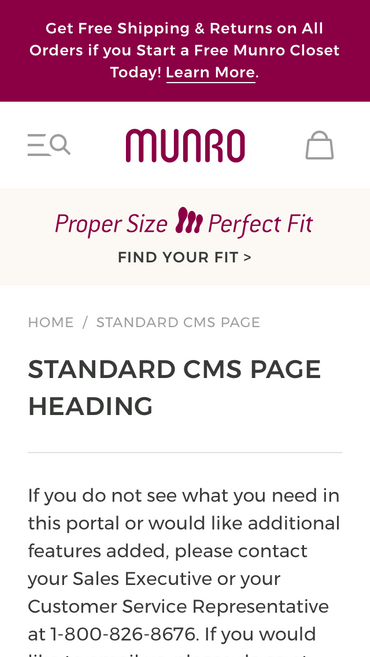 Get Free Shipping & Returns on All
Orders if you Start a Free Munro Closet
Today! Learn More.
MUNRO
Proper Size Perfect Fit
FIND YOUR FIT >
HOME / STANDARD CMS PAGE
STANDARD CMS PAGE
HEADING
If you do not see what you need in
this portal or would like additional
features added, please contact
your Sales Executive or your
Customer Service Representative
at 1-800-826-8676. If you would